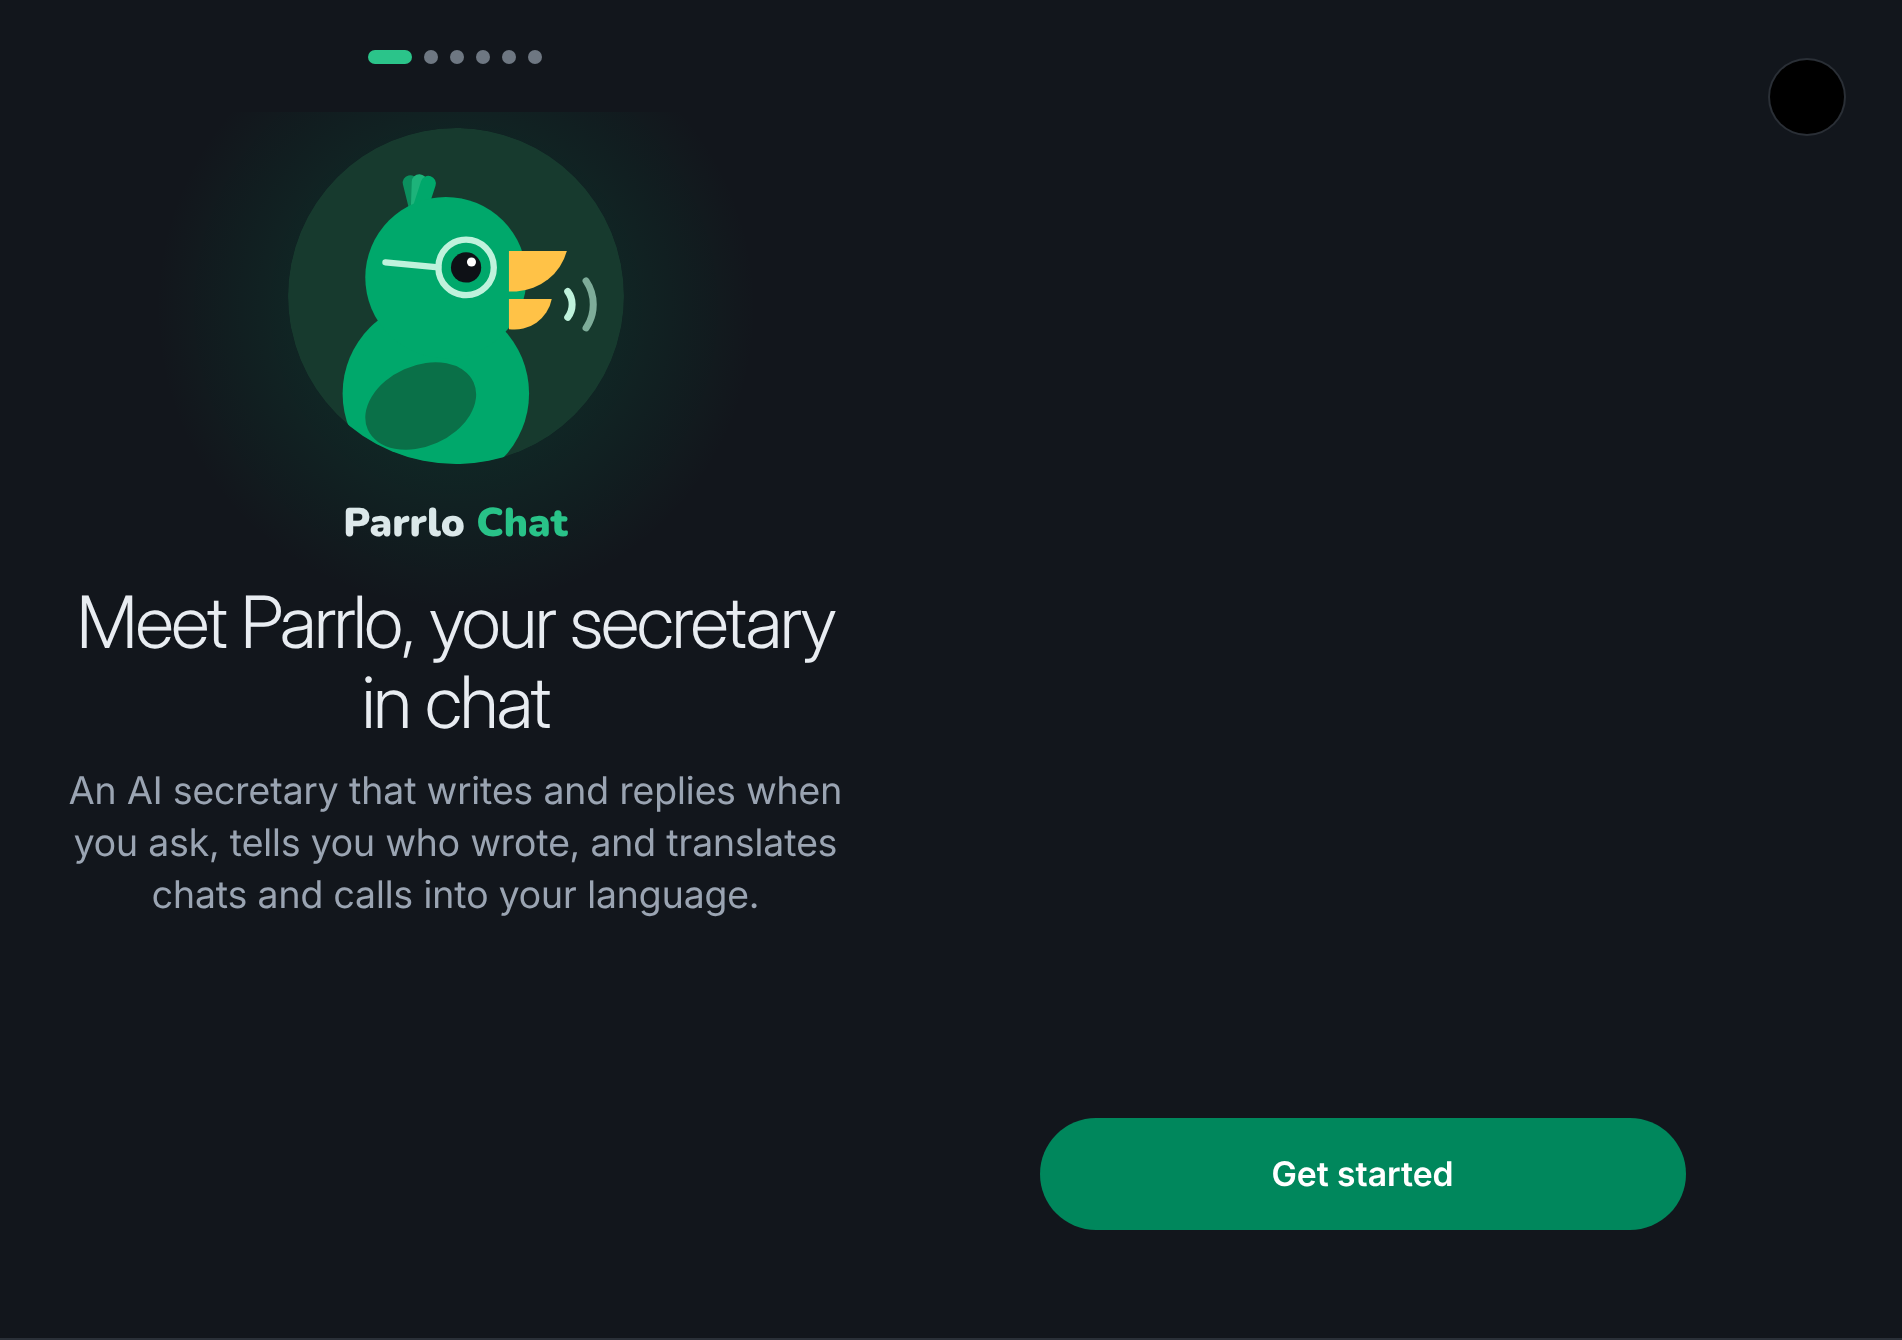 Parrlo Chat
Meet Parrlo, your secretary
in chat
An AI secretary that writes and replies when
you ask, tells you who wrote, and translates
chats and calls into your language.
Get started